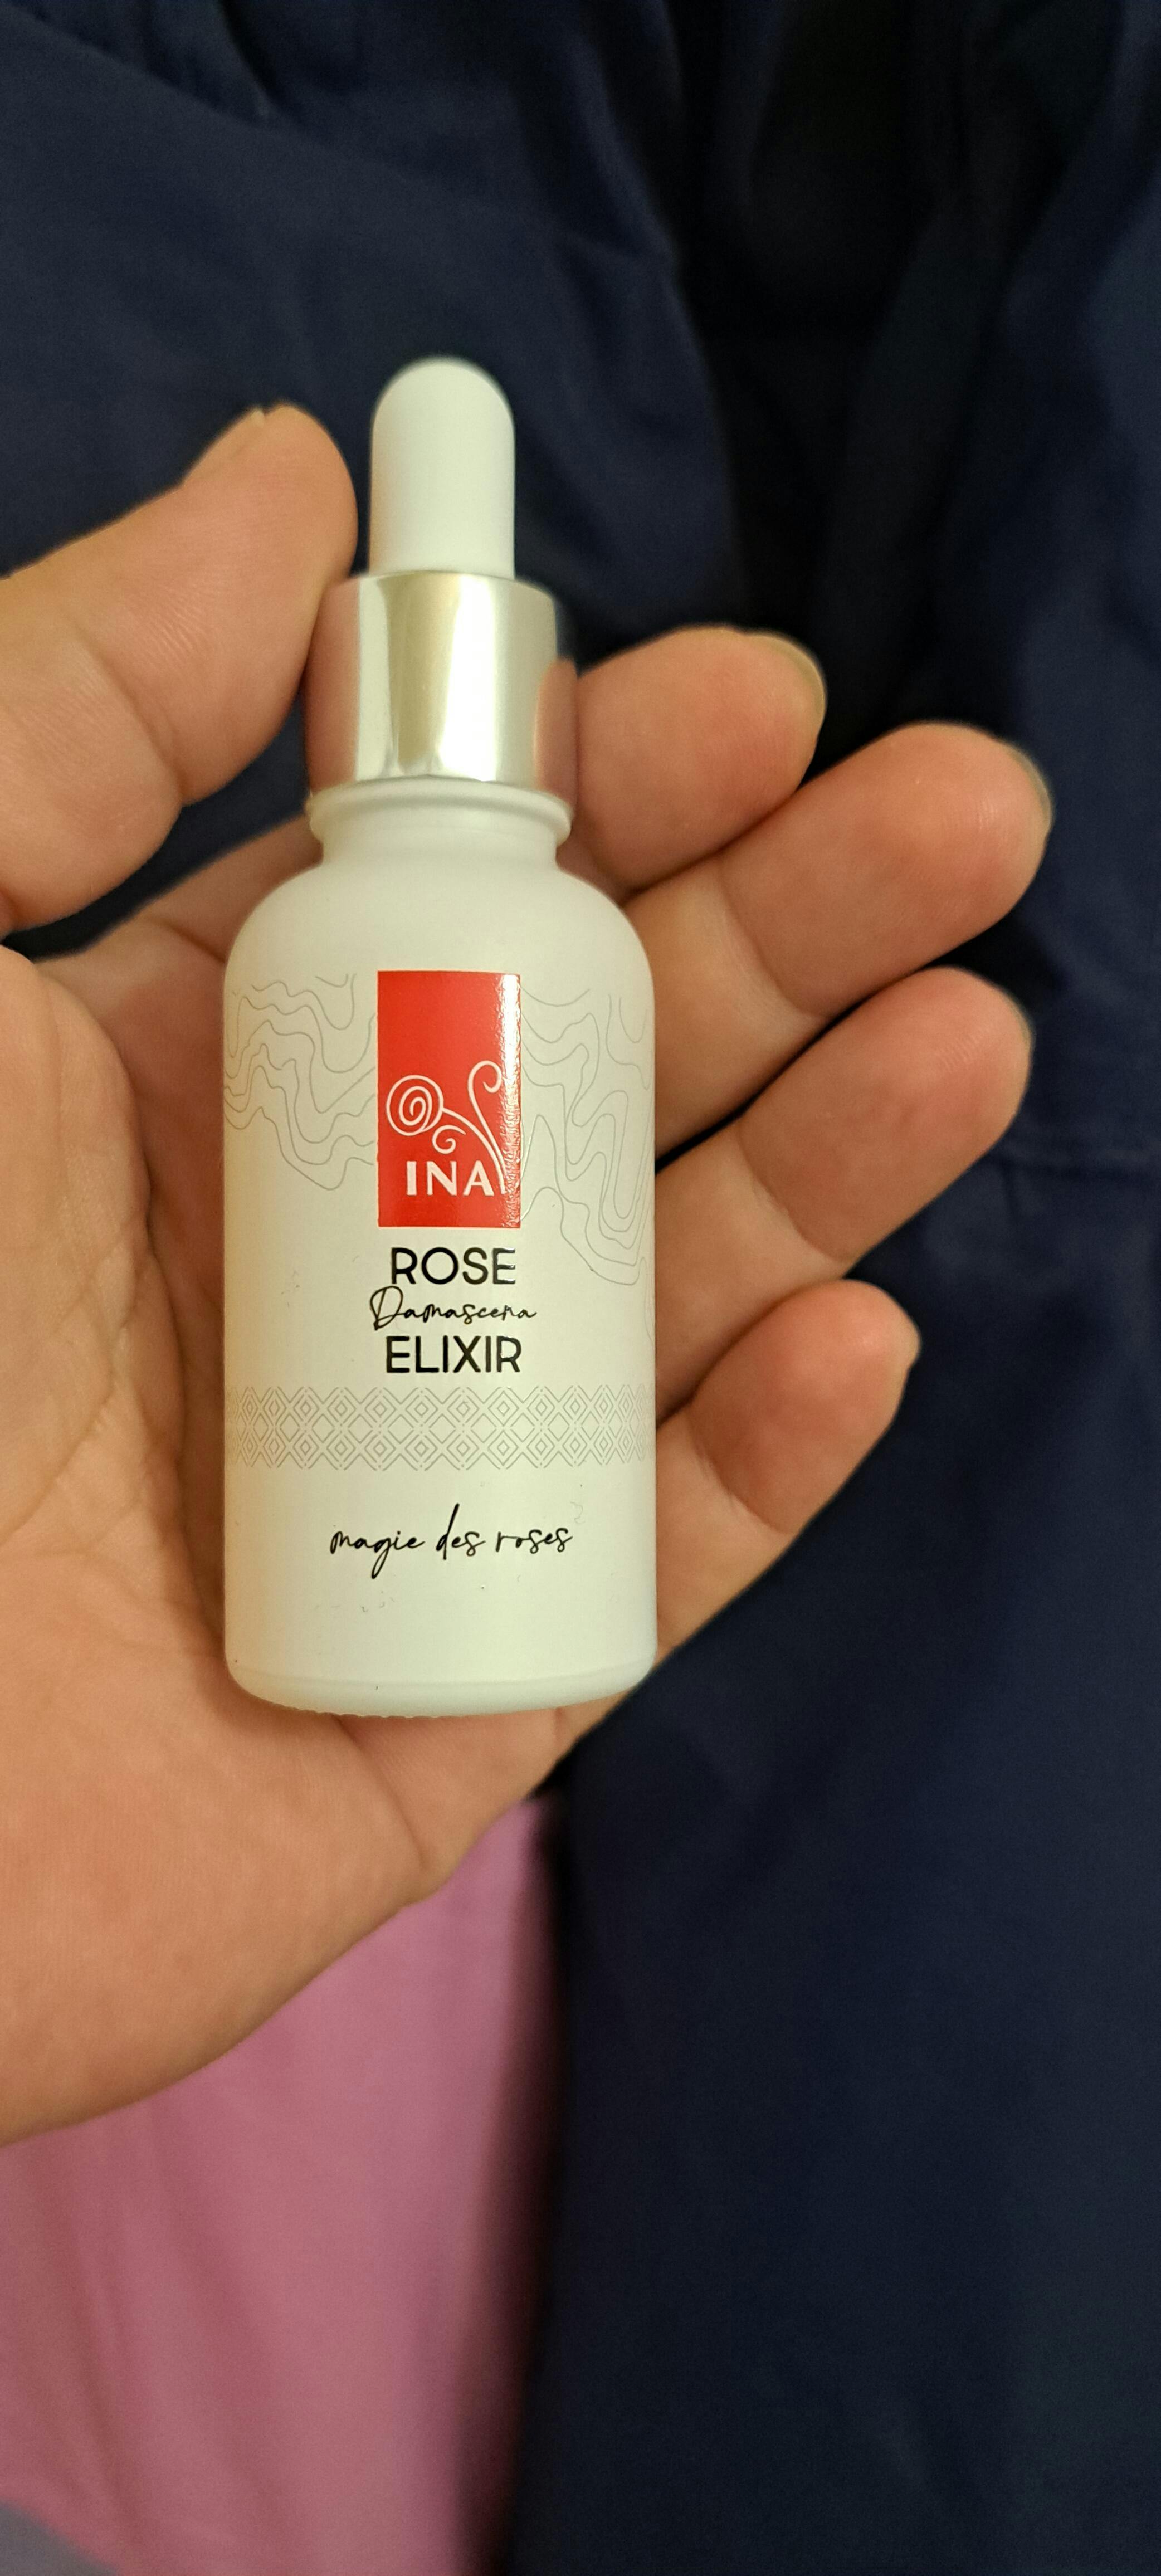 INA
ROSE
Damascena
ELIXIR
magie des roses